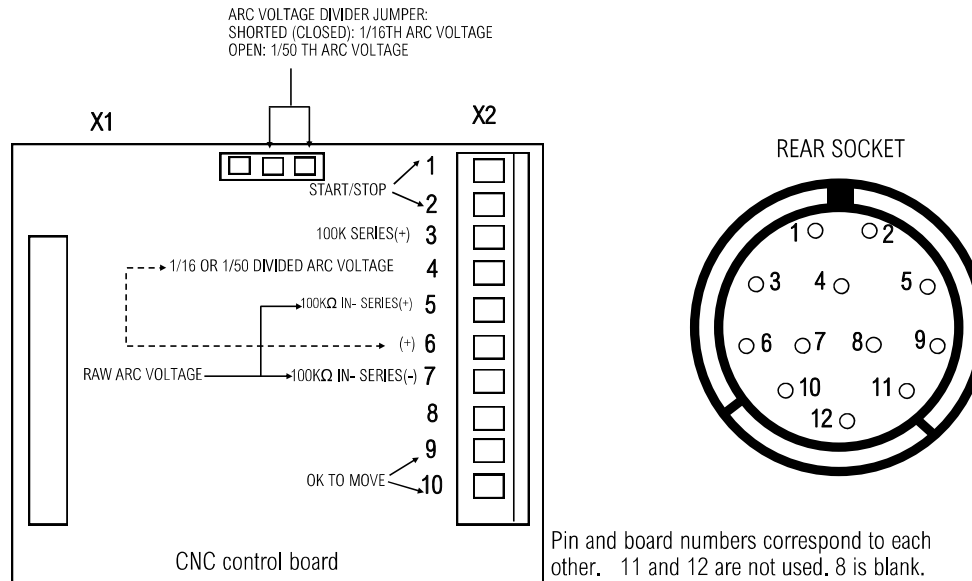 ARC VOLTAGE DIVIDER JUMPER:
SHORTED (CLOSED): 1/16TH ARC VOLTAGE
OPEN: 1/50 TH ARC VOLTAGE
X1
X2
START/STOP
1
2
100K SERIES(+) 3
1/16 OR 1/50 DIVIDED ARC VOLTAGE 4
100KΩ IN- SERIES(+) 5
(+) 6
RAW ARC VOLTAGE 100KΩ IN- SERIES(-) 7
8
9
OK TO MOVE
10
CNC control board
REAR SOCKET
1 2
3 4 5
6 7 8 9
10 11
12
Pin and board numbers correspond to each
other. 11 and 12 are not used. 8 is blank.